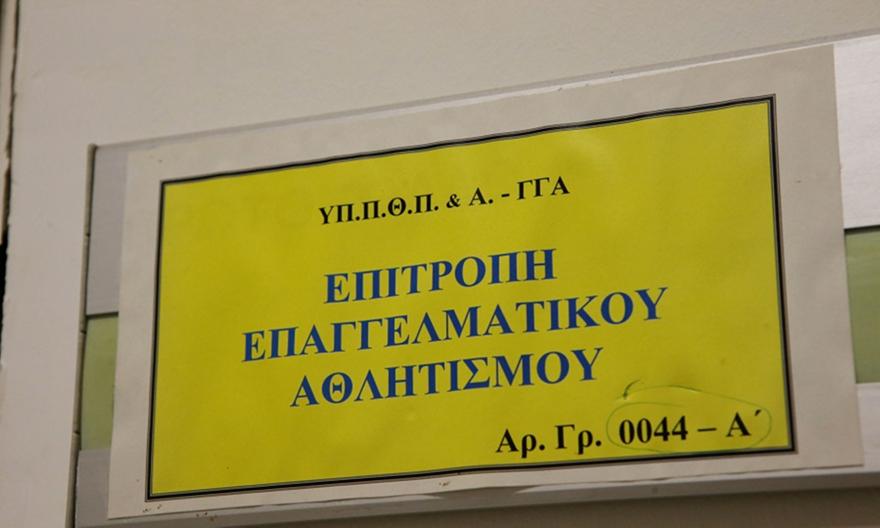 ΥΠ.Π.Θ.Π. & Α. - ΓΓΑ
ΕΠΙΤΡΟΠΗ
ΕΠΑΓΓΕΛΜΑΤΙΚΟΥ
ΑΘΛΗΤΙΣΜΟΥ
Αρ. Γρ. 0044 – Α΄